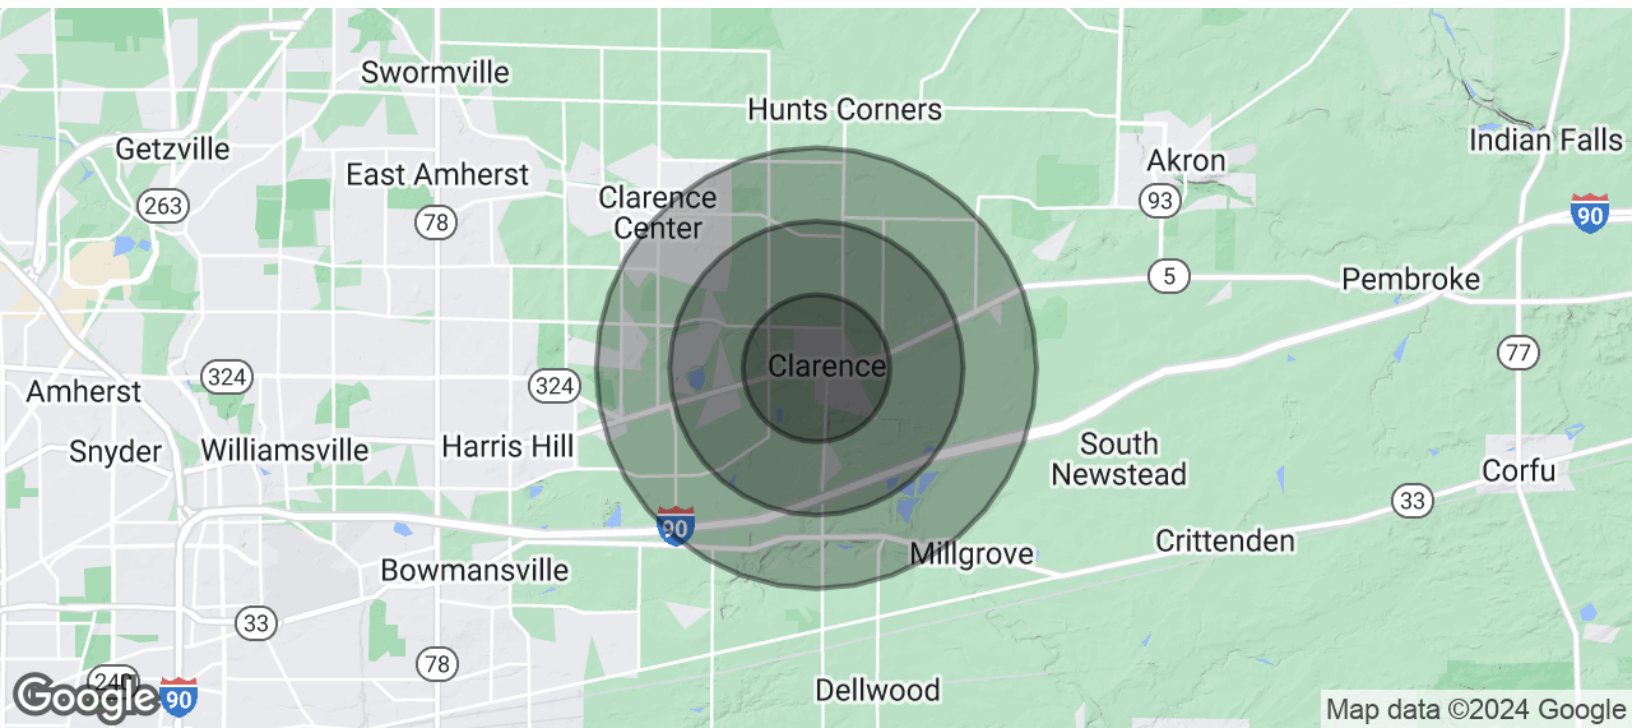 Swormville
Hunts Corners
Getzville
Indian Falls
Akron
East Amherst
Clarence
Center
263
78
93
90
5
Pembroke
77
Clarence
324
324
Amherst
Harris Hill
South
Newstead
Snyder
Williamsville
Corfu
33
90
Crittenden
Millgrove
Bowmansville
33
78
Dellwood
Google
90
Map data ©2024 Google